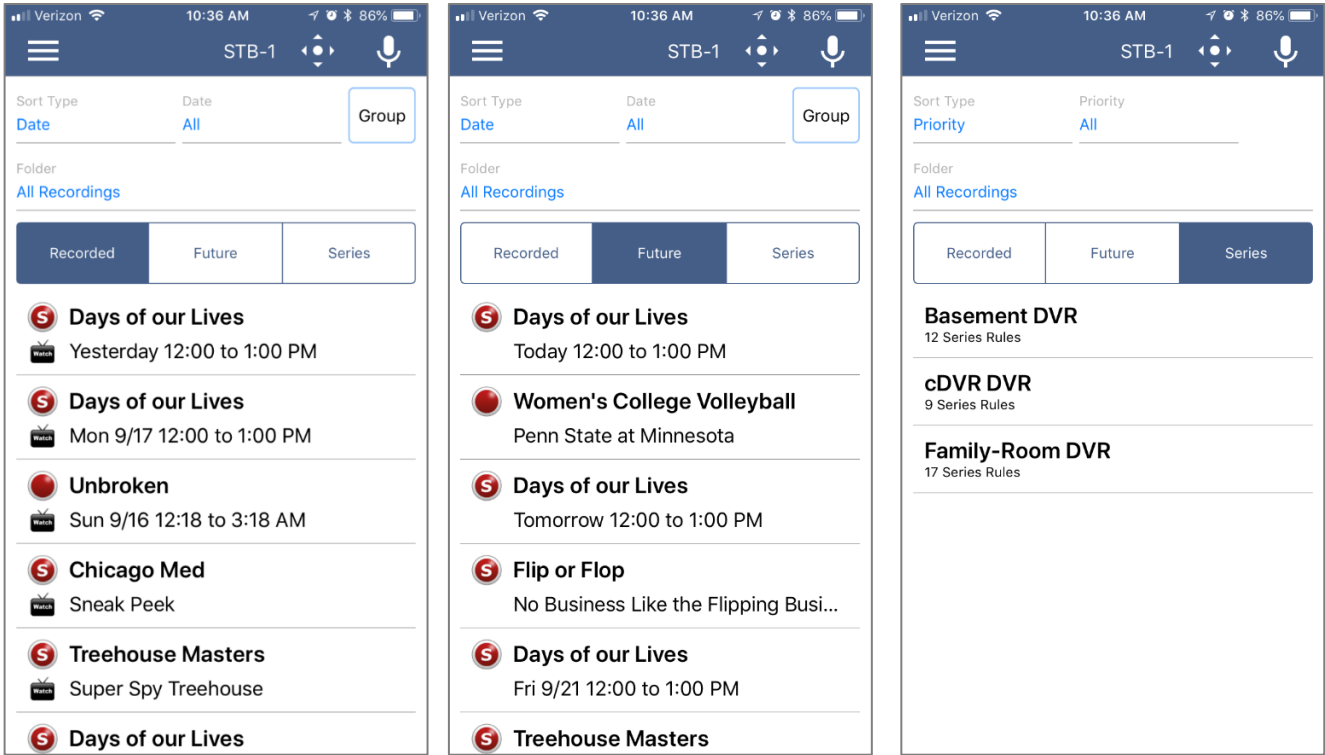 Verizon 10:36 AM 86%
STB-1
Sort Type Date
Date All Group
Folder
All Recordings
Recorded Future Series
S Days of our Lives
Watch Yesterday 12:00 to 1:00 PM
S Days of our Lives
Watch Mon 9/17 12:00 to 1:00 PM
Unbroken
Watch Sun 9/16 12:18 to 3:18 AM
S Chicago Med
Watch Sneak Peek
S Treehouse Masters
Watch Super Spy Treehouse
S Days of our Lives
Verizon 10:36 AM 86%
STB-1
Sort Type Date
Date All Group
Folder
All Recordings
Recorded Future Series
S Days of our Lives
Today 12:00 to 1:00 PM
Women's College Volleyball
Penn State at Minnesota
S Days of our Lives
Tomorrow 12:00 to 1:00 PM
S Flip or Flop
No Business Like the Flipping Busi...
S Days of our Lives
Fri 9/21 12:00 to 1:00 PM
S Treehouse Masters
Verizon 10:36 AM 86%
STB-1
Sort Type Priority
Priority All
Folder
All Recordings
Recorded Future Series
Basement DVR
12 Series Rules
cDVR DVR
9 Series Rules
Family-Room DVR
17 Series Rules